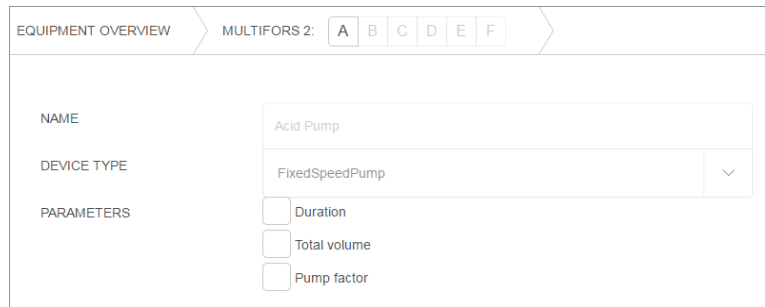 EQUIPMENT OVERVIEW MULTIFORS 2: A B C D E F
NAME Acid Pump
DEVICE TYPE FixedSpeedPump
PARAMETERS Duration
Total volume
Pump factor